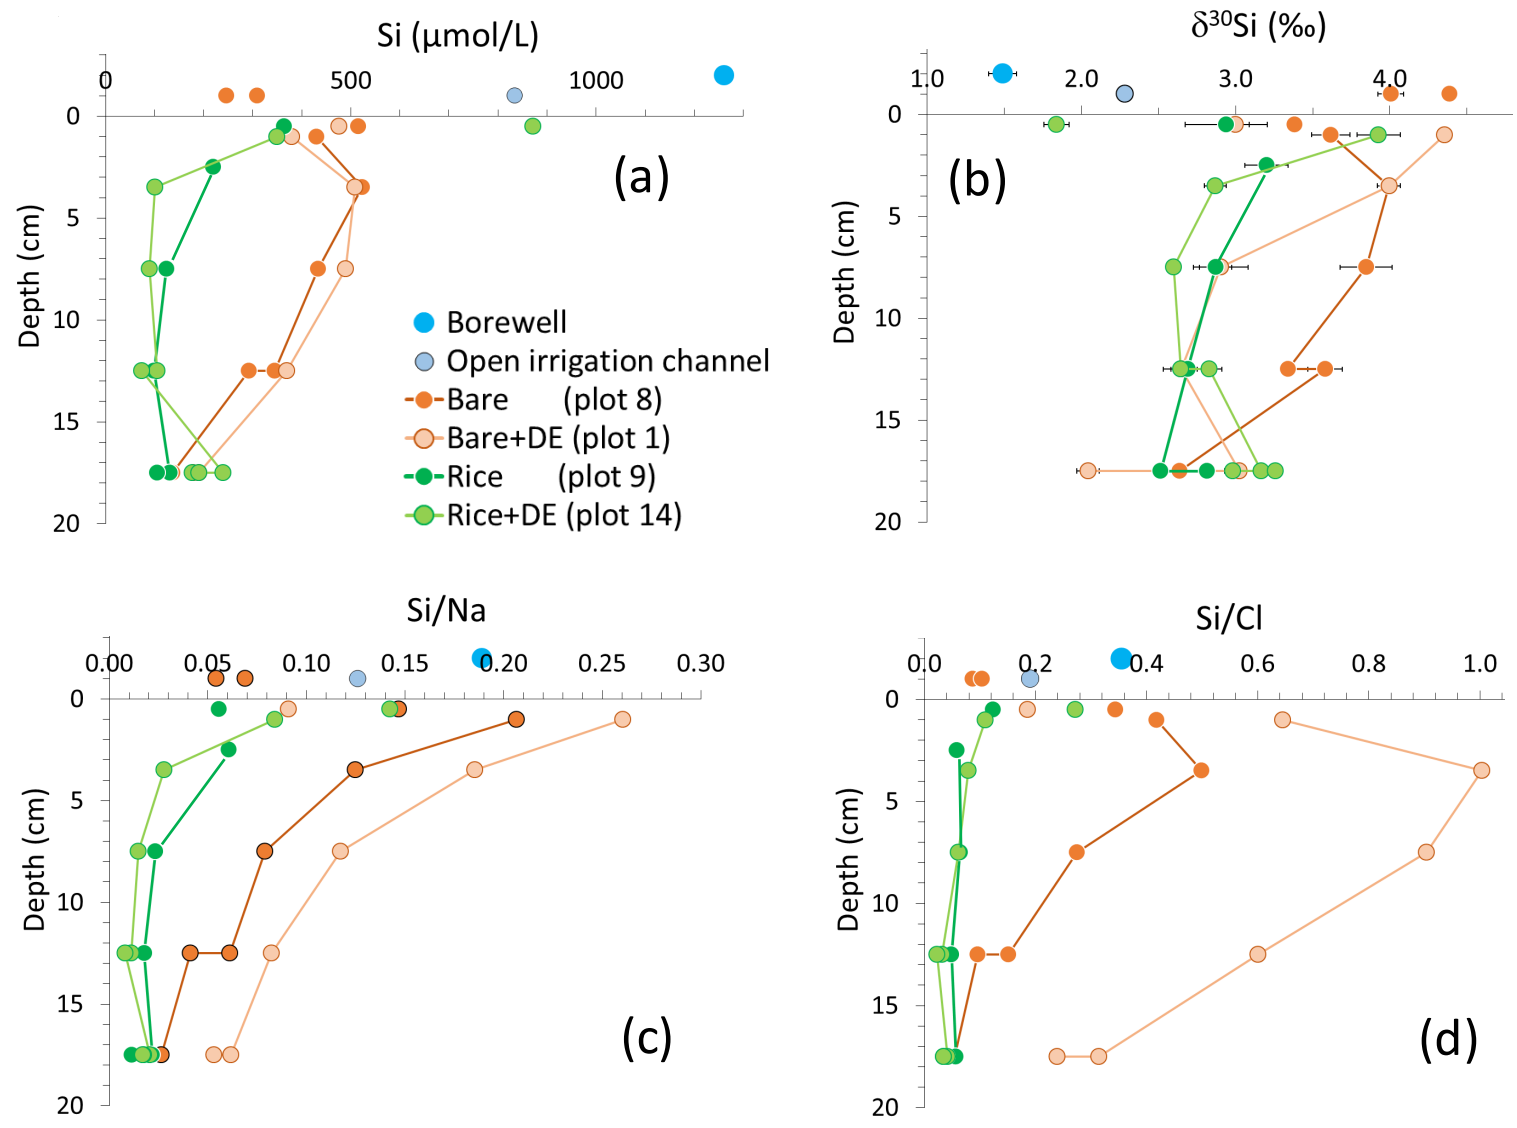 Si (µmol/L)
0 500 1000
0
5
10
15
20
Depth (cm)
(a)
Borewell
Open irrigation channel
Bare (plot 8)
Bare+DE (plot 1)
Rice (plot 9)
Rice+DE (plot 14)
δ³⁰Si (‰)
1.0 2.0 3.0 4.0
0
5
10
15
20
Depth (cm)
(b)
Si/Na
0.00 0.05 0.10 0.15 0.20 0.25 0.30
0
5
10
15
20
Depth (cm)
(c)
Si/Cl
0.0 0.2 0.4 0.6 0.8 1.0
0
5
10
15
20
Depth (cm)
(d)